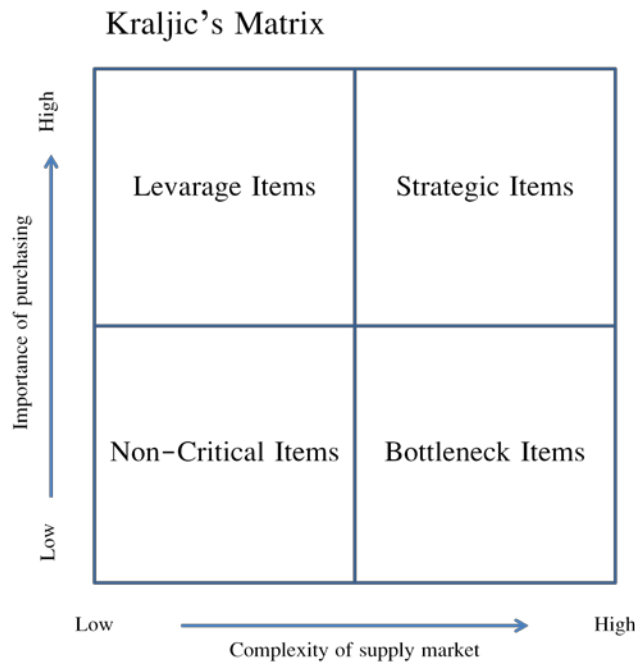 Kraljic's Matrix
High
Importance of purchasing
Low
Levarage Items
Strategic Items
Non-Critical Items
Bottleneck Items
Low
High
Complexity of supply market